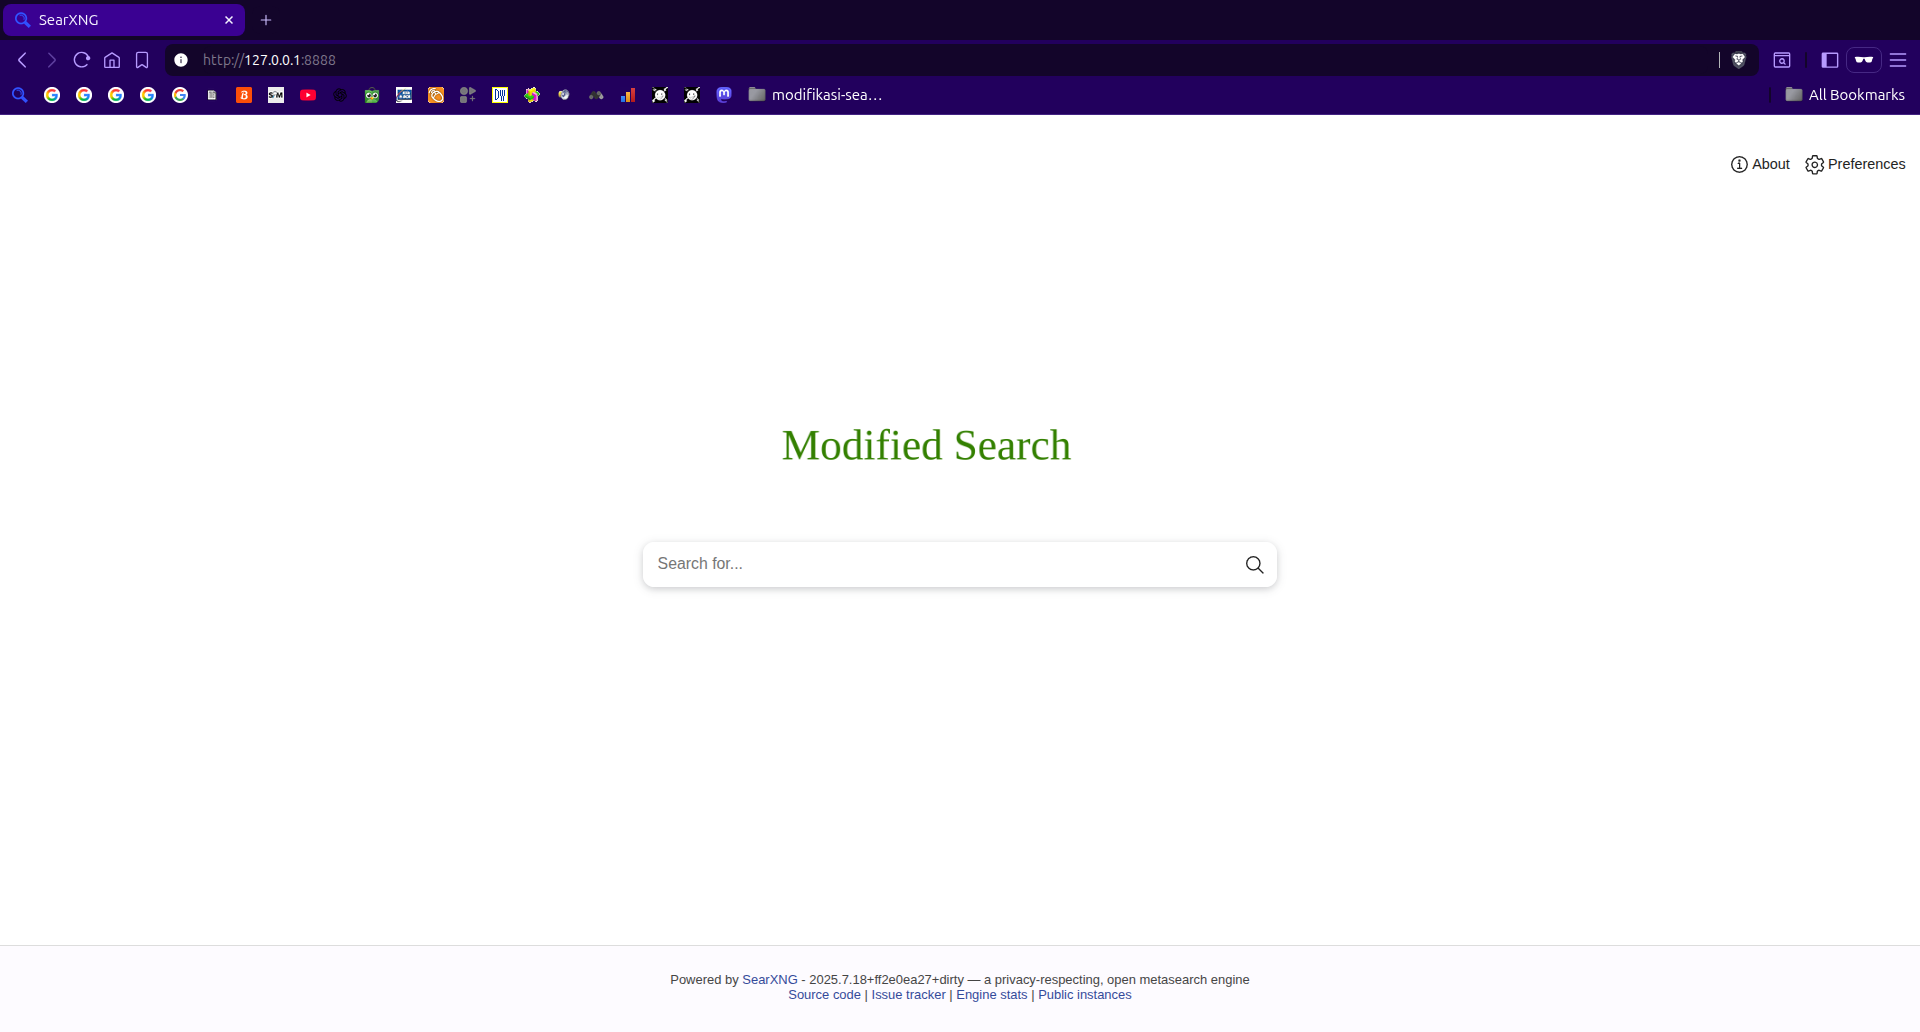 SearXNG
http://127.0.0.1:8888
modifikasi-sea...
All Bookmarks
About
Preferences
Modified Search
Search for...
Powered by SearXNG - 2025.7.18+ff2e0ea27+dirty — a privacy-respecting, open metasearch engine
Source code | Issue tracker | Engine stats | Public instances